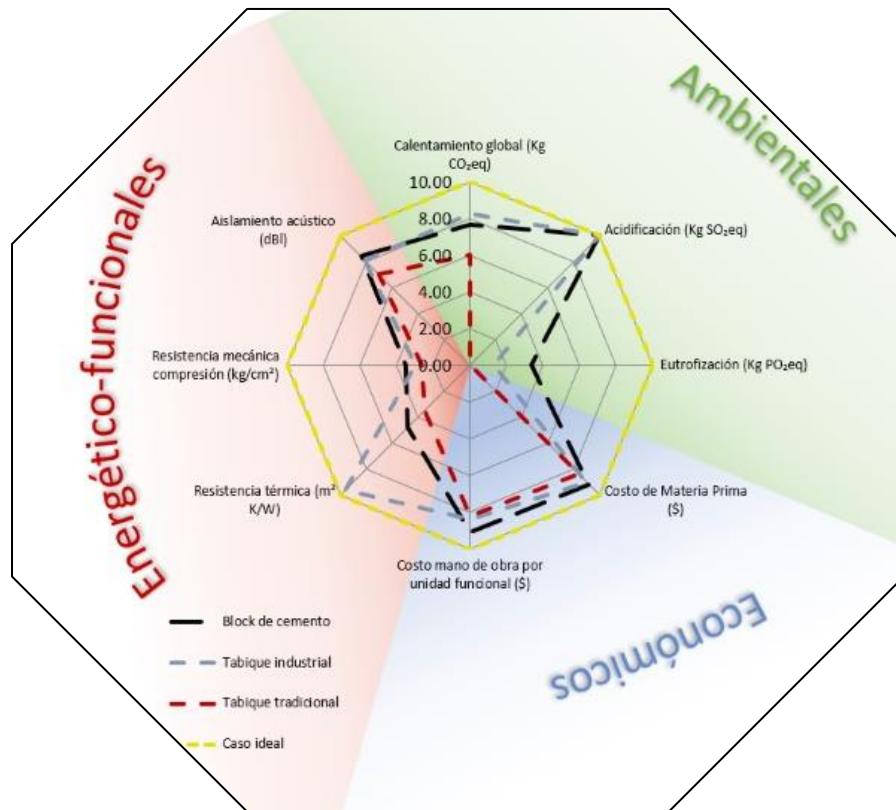 Ambientales
Calentamiento global (Kg
CO₂eq)
10.00
8.00
6.00
4.00
2.00
0.00
Aislamiento acústico
(dBl)
Acidificación (Kg SO₂eq)
Energético-funcionales
Resistencia mecánica
compresión (kg/cm²)
Eutrofización (Kg PO₂eq)
Resistencia térmica (m²
K/W)
Costo de Materia Prima
($)
Costo mano de obra por
unidad funcional ($)
Económicos
Block de cemento
Tabique industrial
Tabique tradicional
Caso ideal